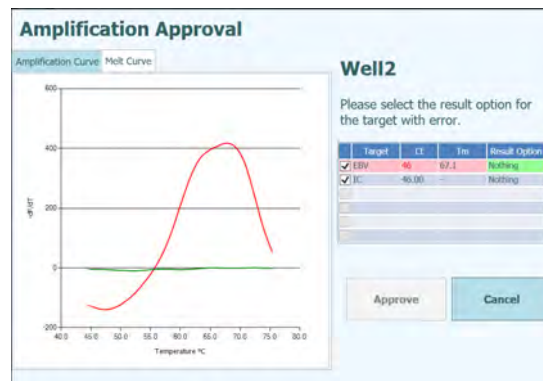 Amplification Approval
Amplification Curve Melt Curve
Well2
Please select the result option for
the target with error.
Target Ct Tm Result Option
EBV 46 67.1 Nothing
IC 46.00 - Nothing
600
400
200
0
-200
-dF/dT
40.0 45.0 50.0 55.0 60.0 65.0 70.0 75.0 80.0
Temperature °C
Approve Cancel